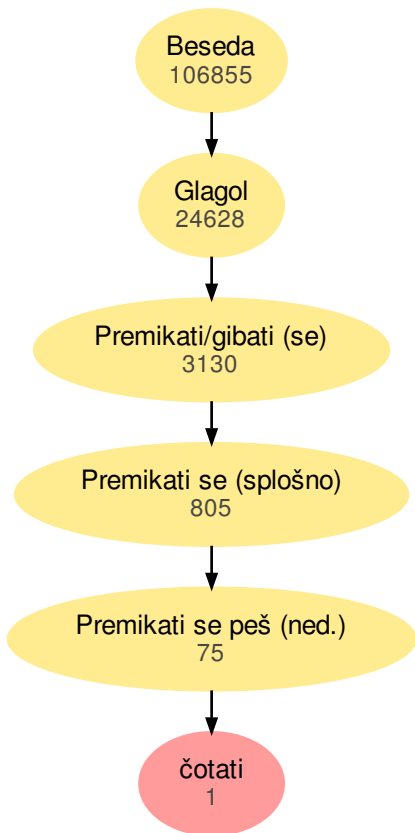 Beseda
106855
Glagol
24628
Premikati/gibati (se)
3130
Premikati se (splošno)
805
Premikati se peš (ned.)
75
čotati
1